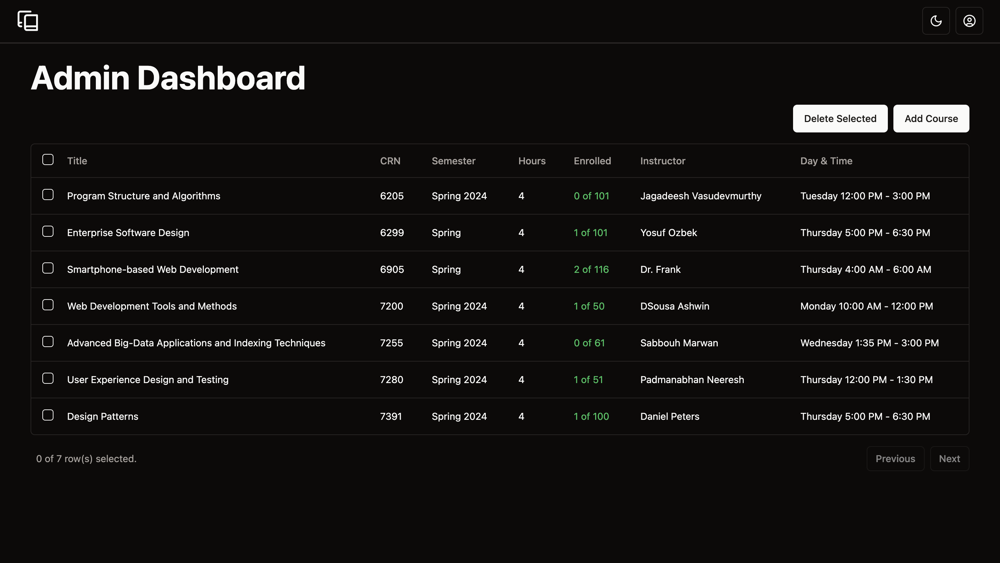 Admin Dashboard
Delete Selected Add Course
Title CRN Semester Hours Enrolled Instructor Day & Time
Program Structure and Algorithms 6205 Spring 2024 4 0 of 101 Jagadeesh Vasudevmurthy Tuesday 12:00 PM - 3:00 PM
Enterprise Software Design 6299 Spring 4 1 of 101 Yosuf Ozbek Thursday 5:00 PM - 6:30 PM
Smartphone-based Web Development 6905 Spring 4 2 of 116 Dr. Frank Thursday 4:00 AM - 6:00 AM
Web Development Tools and Methods 7200 Spring 2024 4 1 of 50 DSousa Ashwin Monday 10:00 AM - 12:00 PM
Advanced Big-Data Applications and Indexing Techniques 7255 Spring 2024 4 0 of 61 Sabbouh Marwan Wednesday 1:35 PM - 3:00 PM
User Experience Design and Testing 7280 Spring 2024 4 1 of 51 Padmanabhan Neeresh Thursday 12:00 PM - 1:30 PM
Design Patterns 7391 Spring 2024 4 1 of 100 Daniel Peters Thursday 5:00 PM - 6:30 PM
0 of 7 row(s) selected. Previous Next